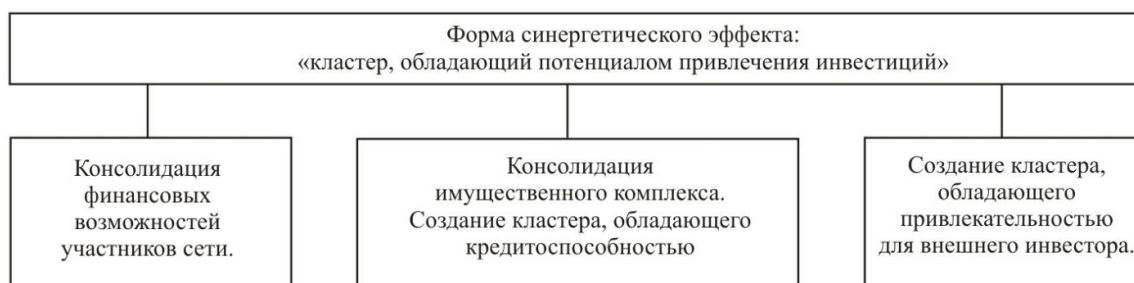 Форма синергетического эффекта:
«кластер, обладающий потенциалом привлечения инвестиций»
Консолидация
финансовых
возможностей
участников сети.
Консолидация
имущественного комплекса.
Создание кластера, обладающего
кредитоспособностью
Создание кластера,
обладающего
привлекательностью
для внешнего инвестора.